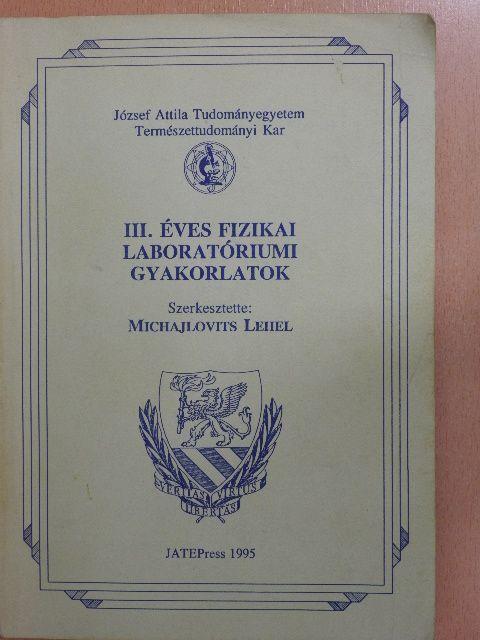 József Attila Tudományegyetem
Természettudományi Kar
III. ÉVES FIZIKAI
LABORATÓRIUMI
GYAKORLATOK
Szerkesztette:
MICHAJLOVITS LEHEL
VERITAS VIRTUS
LIBERTAS
JATEPress 1995